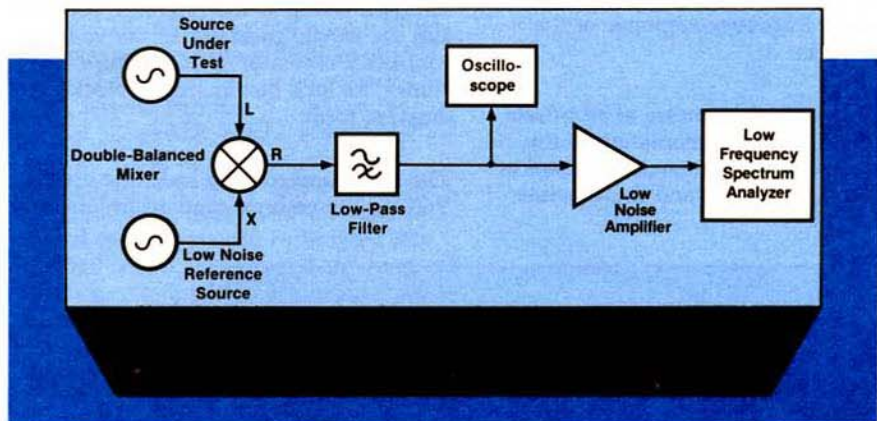 Source
Under
Test
L
Oscillo-
scope
Double-Balanced
Mixer
R
Low-Pass
Filter
Low
Noise
Amplifier
Low
Frequency
Spectrum
Analyzer
X
Low Noise
Reference
Source